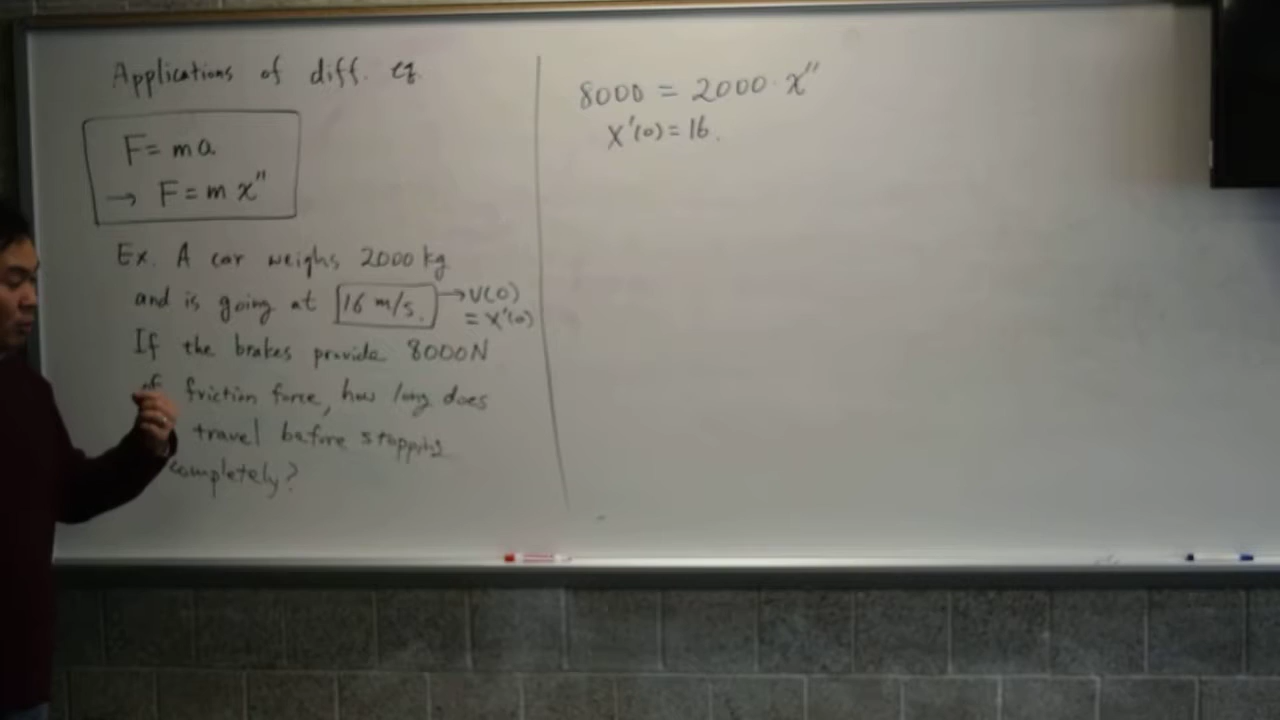 Applications of diff. eq.
F = ma
→ F = m x"
Ex. A car weighs 2000 kg
and is going at 16 m/s. → v(0)
= x'(0)
If the brakes provide 8000N
of friction force, how long does
travel before stopping
completely?
8000 = 2000 · x"
x'(0) = 16.